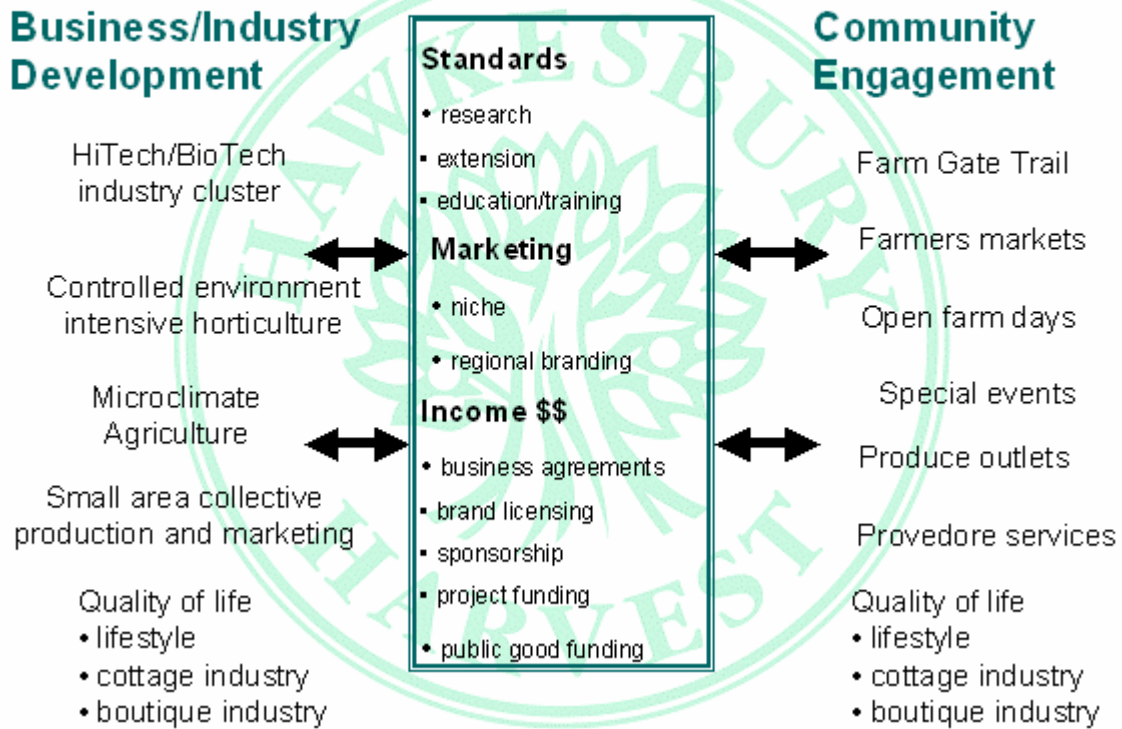 Business/Industry
Development
HiTech/BioTech
industry cluster
Controlled environment
intensive horticulture
Microclimate
Agriculture
Small area collective
production and marketing
Quality of life
• lifestyle
• cottage industry
• boutique industry
Standards
• research
• extension
• education/training
Marketing
• niche
• regional branding
Income $$
• business agreements
• brand licensing
• sponsorship
• project funding
• public good funding
Community
Engagement
Farm Gate Trail
Farmers markets
Open farm days
Special events
Produce outlets
Provedore services
Quality of life
• lifestyle
• cottage industry
• boutique industry
HAWKESBURY
HARVEST